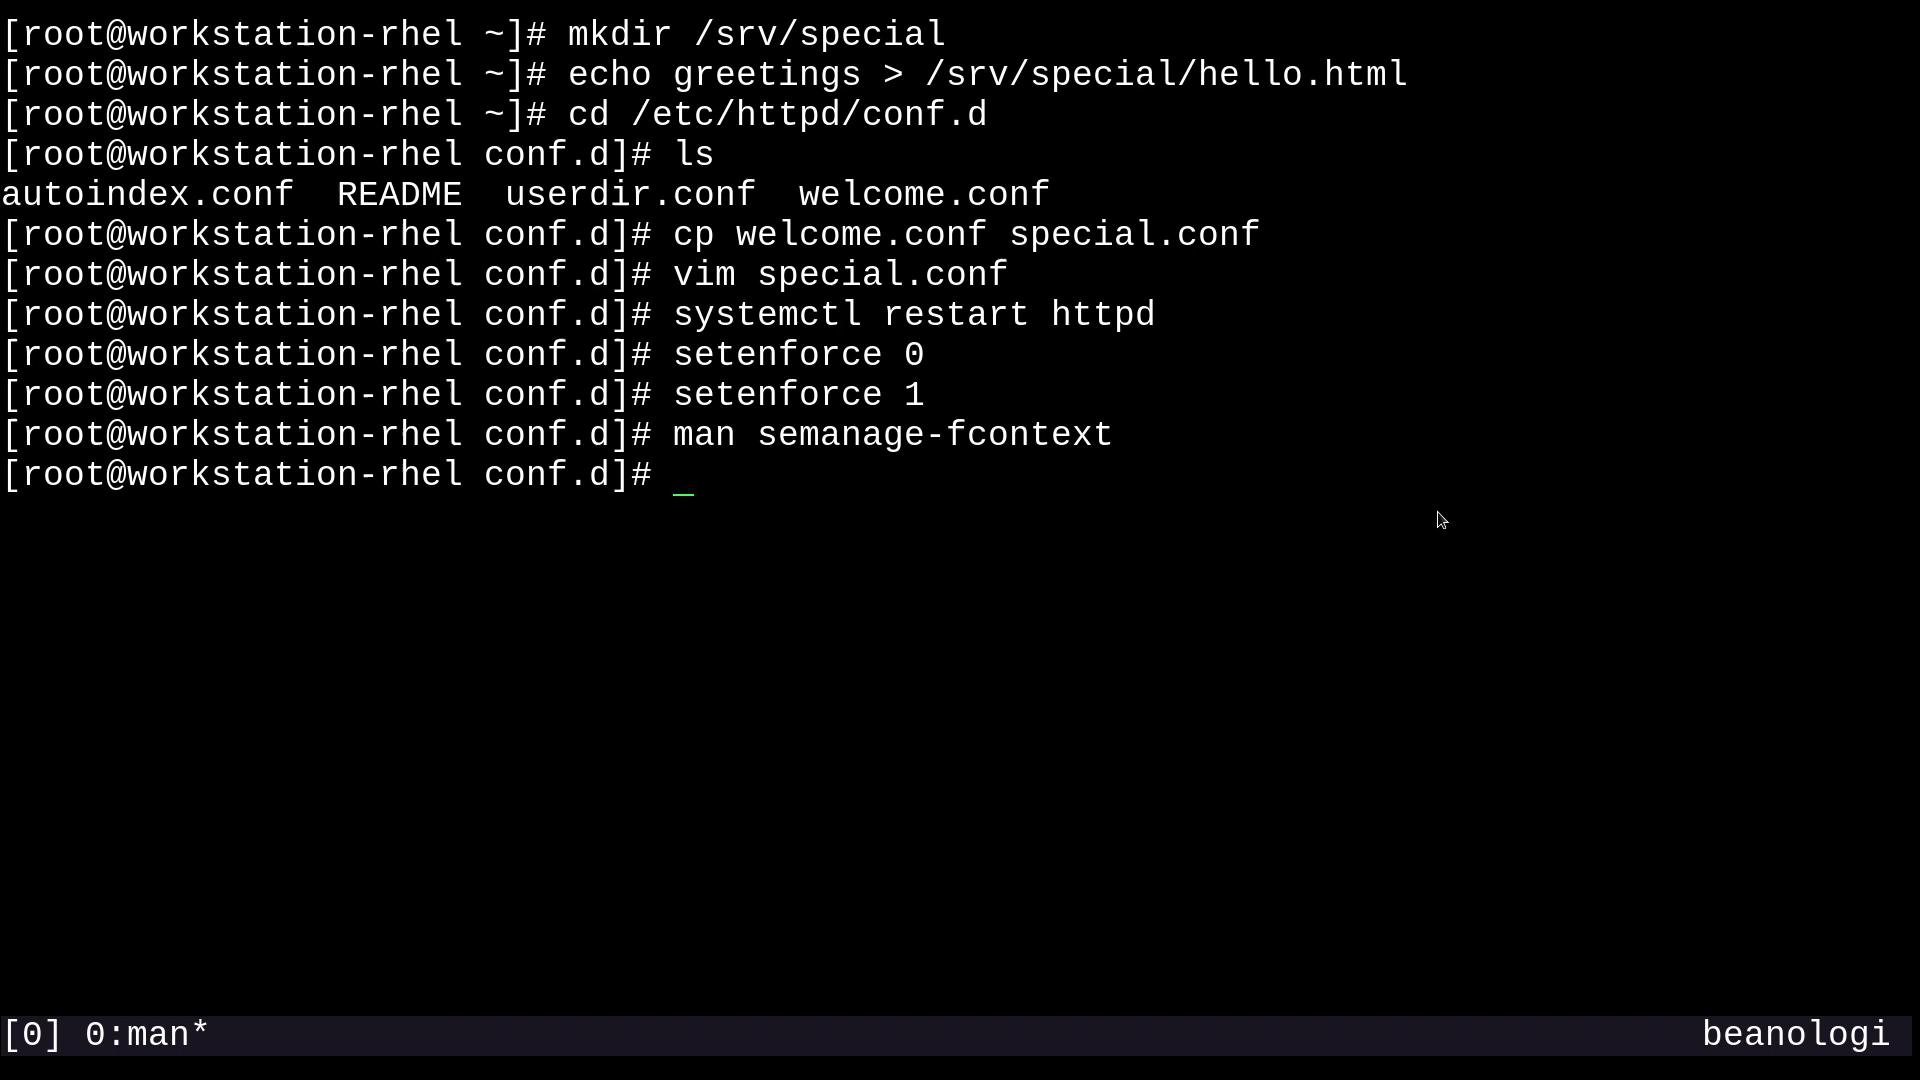 [root@workstation-rhel ~]# mkdir /srv/special
[root@workstation-rhel ~]# echo greetings > /srv/special/hello.html
[root@workstation-rhel ~]# cd /etc/httpd/conf.d
[root@workstation-rhel conf.d]# ls
autoindex.conf  README  userdir.conf  welcome.conf
[root@workstation-rhel conf.d]# cp welcome.conf special.conf
[root@workstation-rhel conf.d]# vim special.conf
[root@workstation-rhel conf.d]# systemctl restart httpd
[root@workstation-rhel conf.d]# setenforce 0
[root@workstation-rhel conf.d]# setenforce 1
[root@workstation-rhel conf.d]# man semanage-fcontext
[root@workstation-rhel conf.d]# _
[0] 0:man* beanologi